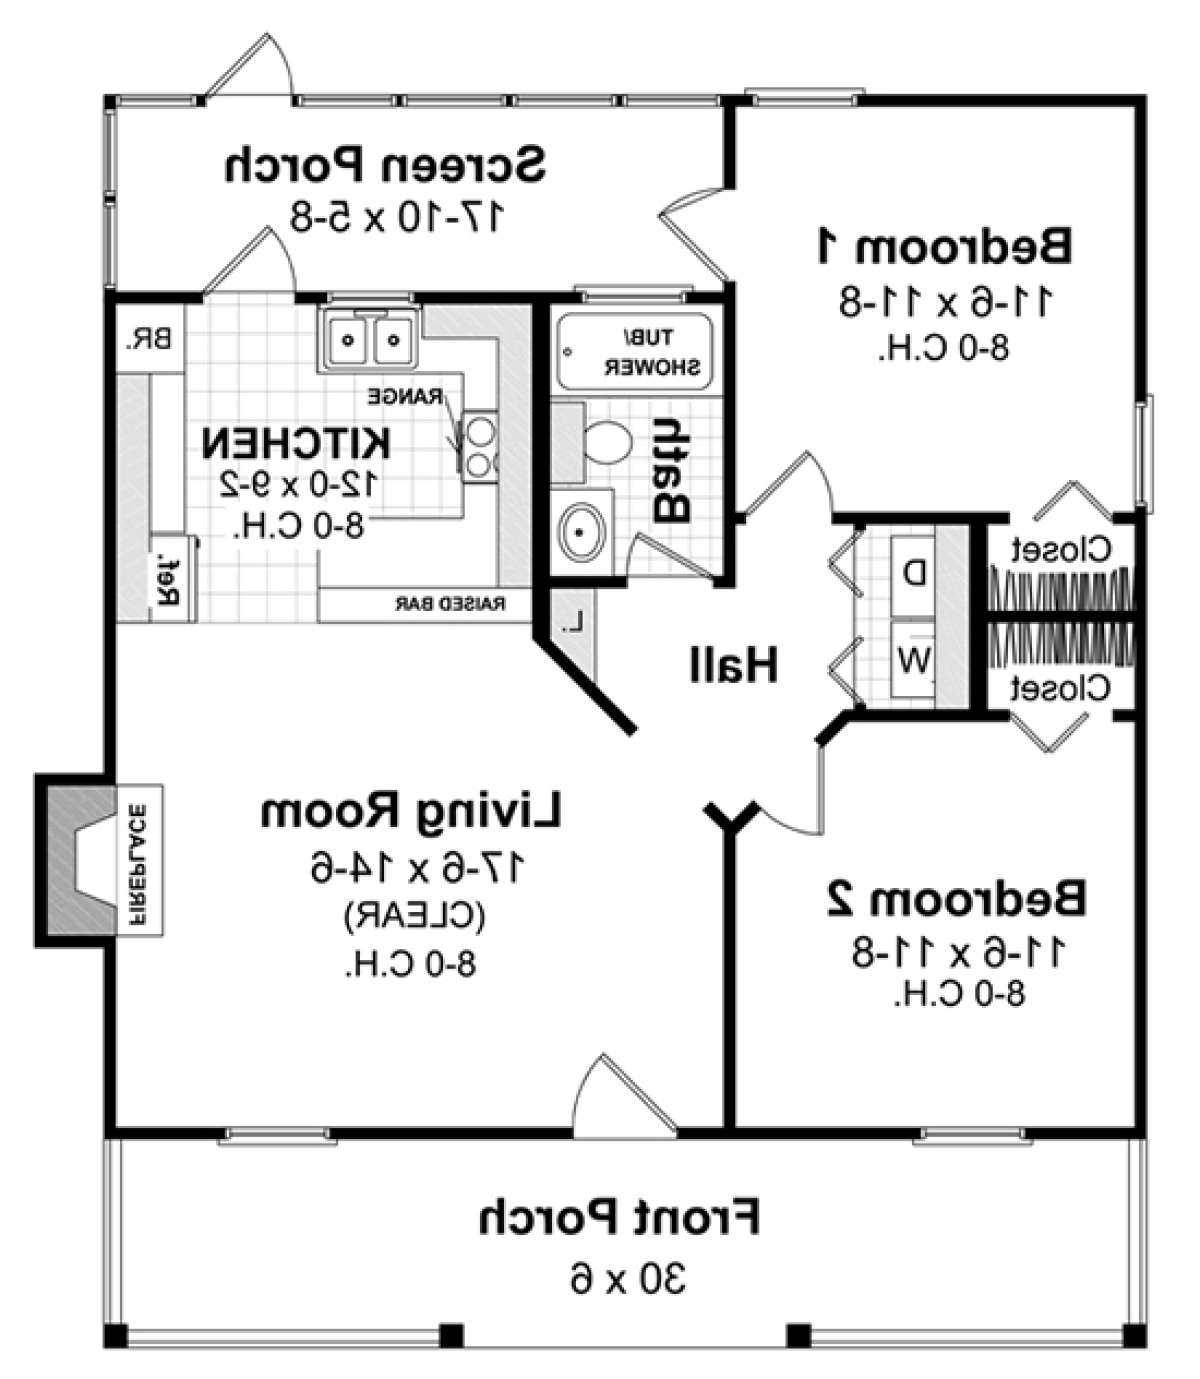 Screen Porch
17-10 x 5-8
Bedroom 1
11-6 x 11-8
8-0 C.H.
BR.
TUB/
SHOWER
RANGE
KITCHEN
12-0 x 9-2
8-0 C.H.
Bath
Ref.
RAISED BAR
L.
Closet
D
W
Closet
Hall
Living Room
17-6 x 14-6
(CLEAR)
8-0 C.H.
FIREPLACE
Bedroom 2
11-6 x 11-8
8-0 C.H.
Front Porch
30 x 6